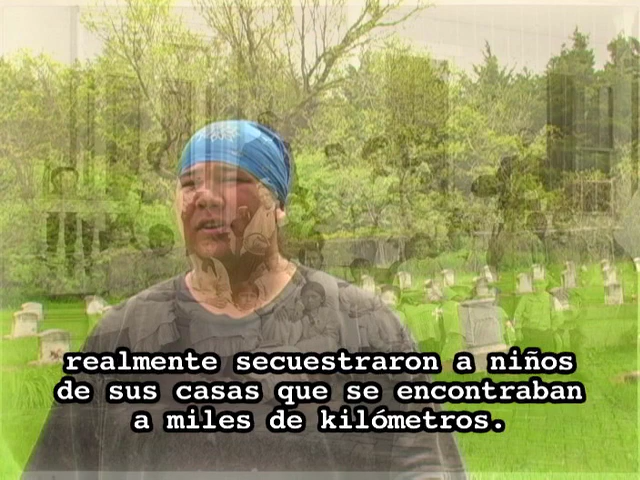 realmente secuestraron a niños
de sus casas que se encontraban
a miles de kilómetros.